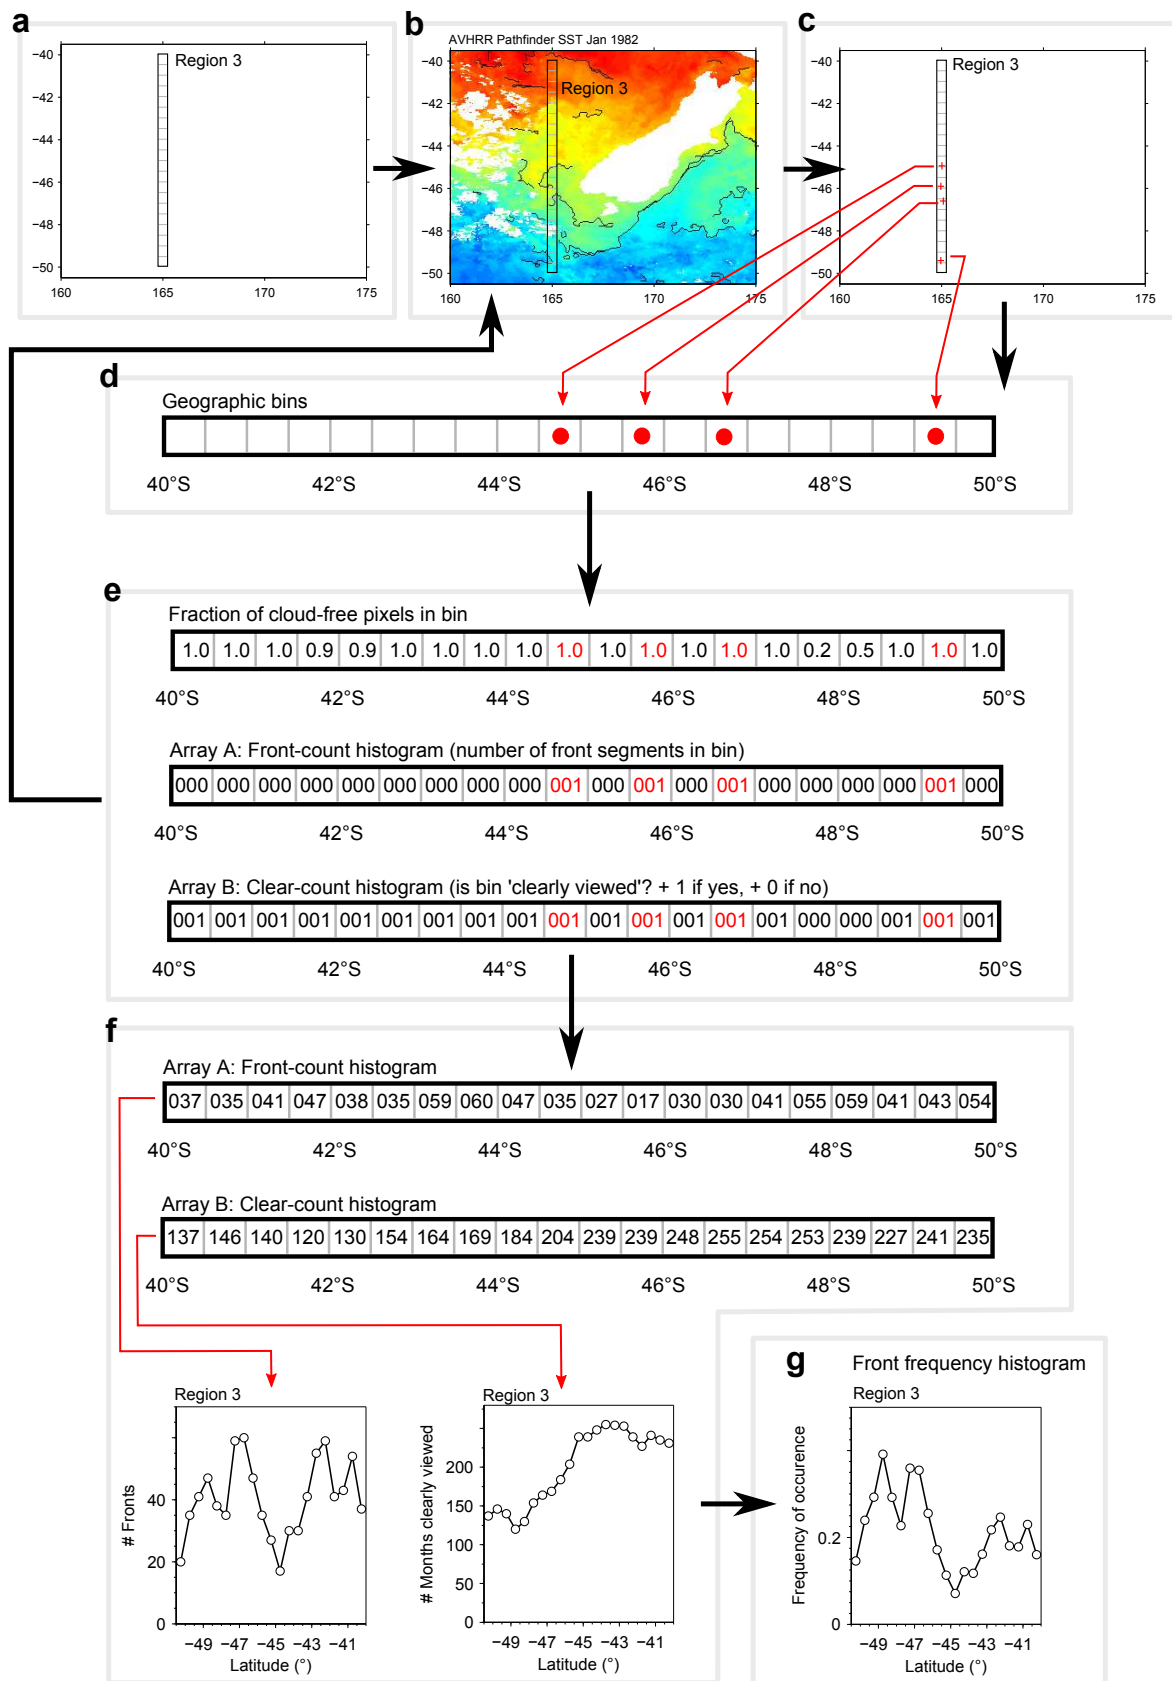 a
Region 3
−40
−42
−44
−46
−48
−50
160 165 170 175
b
AVHRR Pathfinder SST Jan 1982
Region 3
−40
−42
−44
−46
−48
−50
160 165 170 175
c
Region 3
−40
−42
−44
−46
−48
−50
160 165 170 175
d
Geographic bins
40°S 42°S 44°S 46°S 48°S 50°S
e
Fraction of cloud-free pixels in bin
1.0 1.0 1.0 0.9 0.9 1.0 1.0 1.0 1.0 1.0 1.0 1.0 1.0 1.0 1.0 0.2 0.5 1.0 1.0 1.0
40°S 42°S 44°S 46°S 48°S 50°S
Array A: Front-count histogram (number of front segments in bin)
000 000 000 000 000 000 000 000 000 001 000 001 000 001 000 000 000 000 001 000
40°S 42°S 44°S 46°S 48°S 50°S
Array B: Clear-count histogram (is bin 'clearly viewed'? + 1 if yes, + 0 if no)
001 001 001 001 001 001 001 001 001 001 001 001 001 001 001 000 000 001 001 001
40°S 42°S 44°S 46°S 48°S 50°S
f
Array A: Front-count histogram
037 035 041 047 038 035 059 060 047 035 027 017 030 030 041 055 059 041 043 054
40°S 42°S 44°S 46°S 48°S 50°S
Array B: Clear-count histogram
137 146 140 120 130 154 164 169 184 204 239 239 248 255 254 253 239 227 241 235
40°S 42°S 44°S 46°S 48°S 50°S
Region 3
# Fronts
40
20
0
−49 −47 −45 −43 −41
Latitude (°)
Region 3
# Months clearly viewed
200
150
100
50
0
−49 −47 −45 −43 −41
Latitude (°)
g
Front frequency histogram
Region 3
Frequency of occurence
0.2
0
−49 −47 −45 −43 −41
Latitude (°)